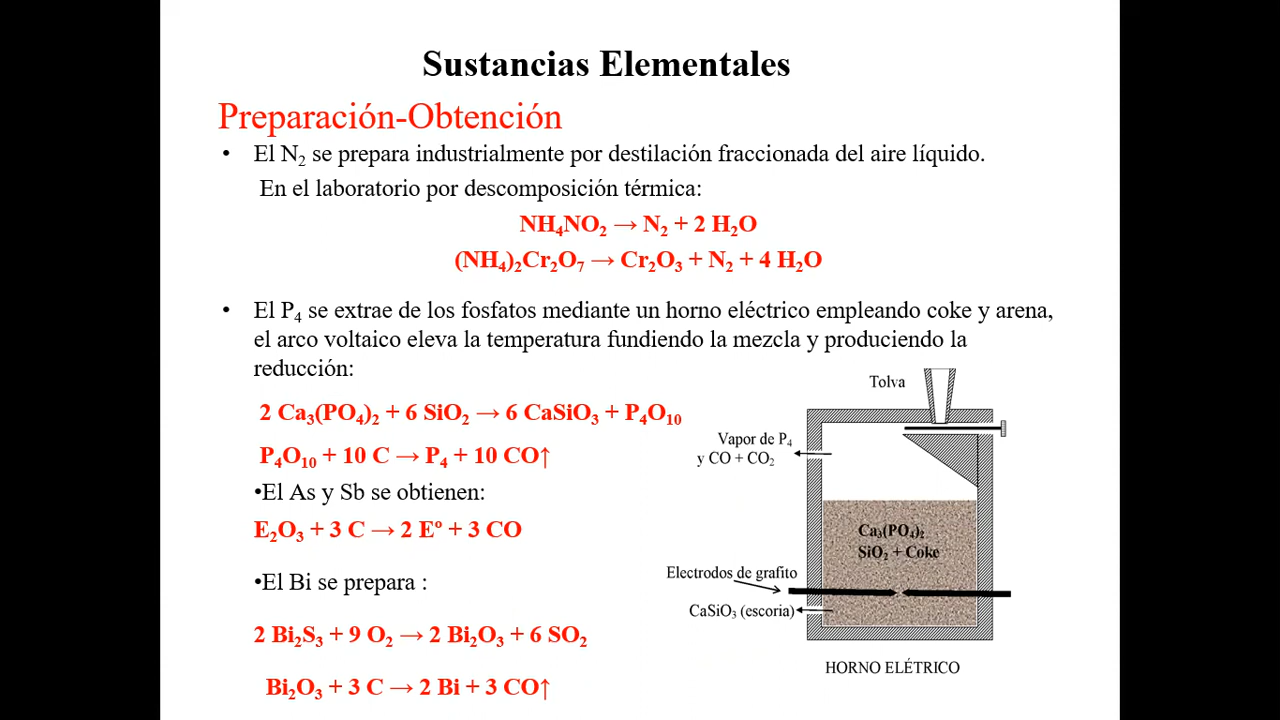 Sustancias Elementales
Preparación-Obtención
• El N₂ se prepara industrialmente por destilación fraccionada del aire líquido.
En el laboratorio por descomposición térmica:
NH₄NO₂ → N₂ + 2 H₂O
(NH₄)₂Cr₂O₇ → Cr₂O₃ + N₂ + 4 H₂O
• El P₄ se extrae de los fosfatos mediante un horno eléctrico empleando coke y arena,
el arco voltaico eleva la temperatura fundiendo la mezcla y produciendo la
reducción:
2 Ca₃(PO₄)₂ + 6 SiO₂ → 6 CaSiO₃ + P₄O₁₀
P₄O₁₀ + 10 C → P₄ + 10 CO↑
•El As y Sb se obtienen:
E₂O₃ + 3 C → 2 Eº + 3 CO
•El Bi se prepara :
2 Bi₂S₃ + 9 O₂ → 2 Bi₂O₃ + 6 SO₂
Bi₂O₃ + 3 C → 2 Bi + 3 CO↑
Tolva
Vapor de P₄
y CO + CO₂
Ca₃(PO₄)₂
SiO₂ + Coke
Electrodos de grafito
CaSiO₃ (escoria)
HORNO ELÉTRICO